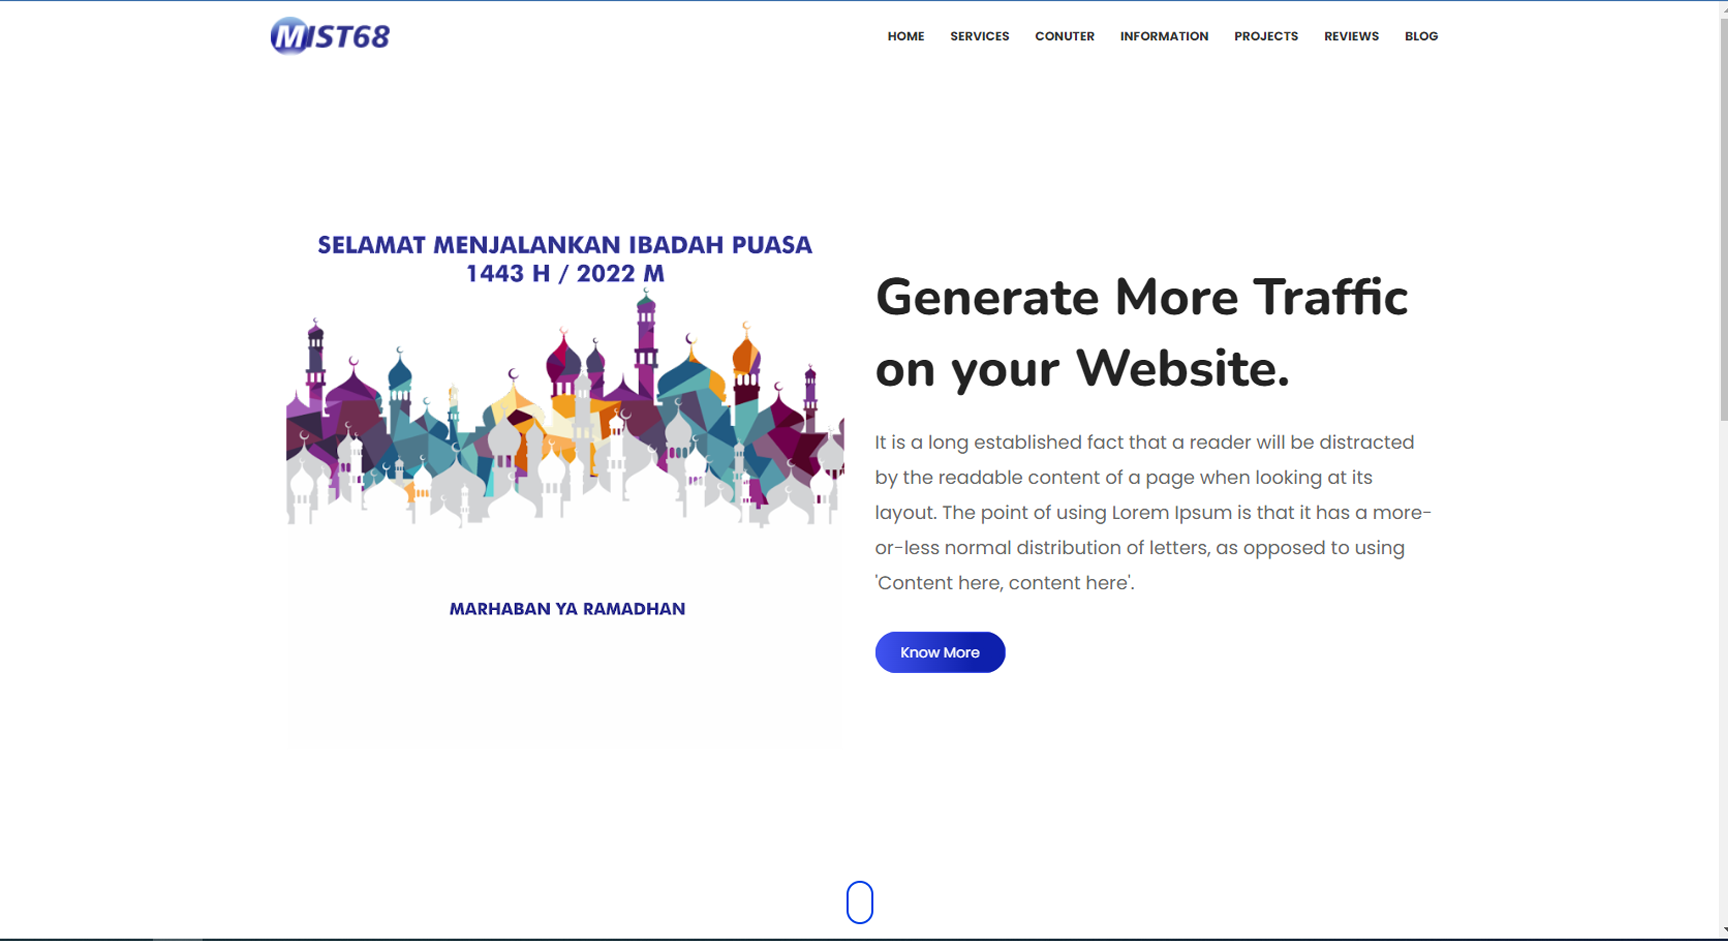 MIST68
HOME SERVICES CONUTER INFORMATION PROJECTS REVIEWS BLOG
SELAMAT MENJALANKAN IBADAH PUASA
1443 H / 2022 M
MARHABAN YA RAMADHAN
Generate More Traffic
on your Website.
It is a long established fact that a reader will be distracted
by the readable content of a page when looking at its
layout. The point of using Lorem Ipsum is that it has a more-
or-less normal distribution of letters, as opposed to using
'Content here, content here'.
Know More